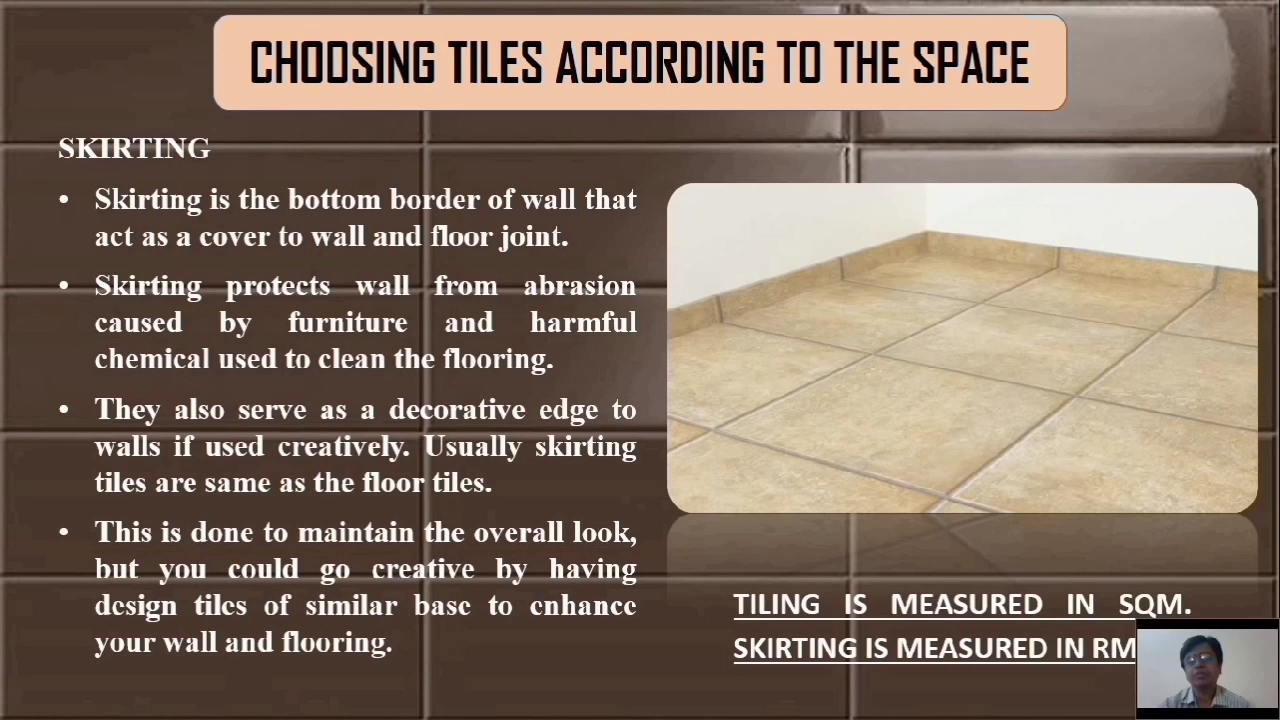 CHOOSING TILES ACCORDING TO THE SPACE
SKIRTING
• Skirting is the bottom border of wall that
act as a cover to wall and floor joint.
• Skirting protects wall from abrasion
caused by furniture and harmful
chemical used to clean the flooring.
• They also serve as a decorative edge to
walls if used creatively. Usually skirting
tiles are same as the floor tiles.
• This is done to maintain the overall look,
but you could go creative by having
design tiles of similar base to enhance
your wall and flooring.
TILING IS MEASURED IN SQM.
SKIRTING IS MEASURED IN RM